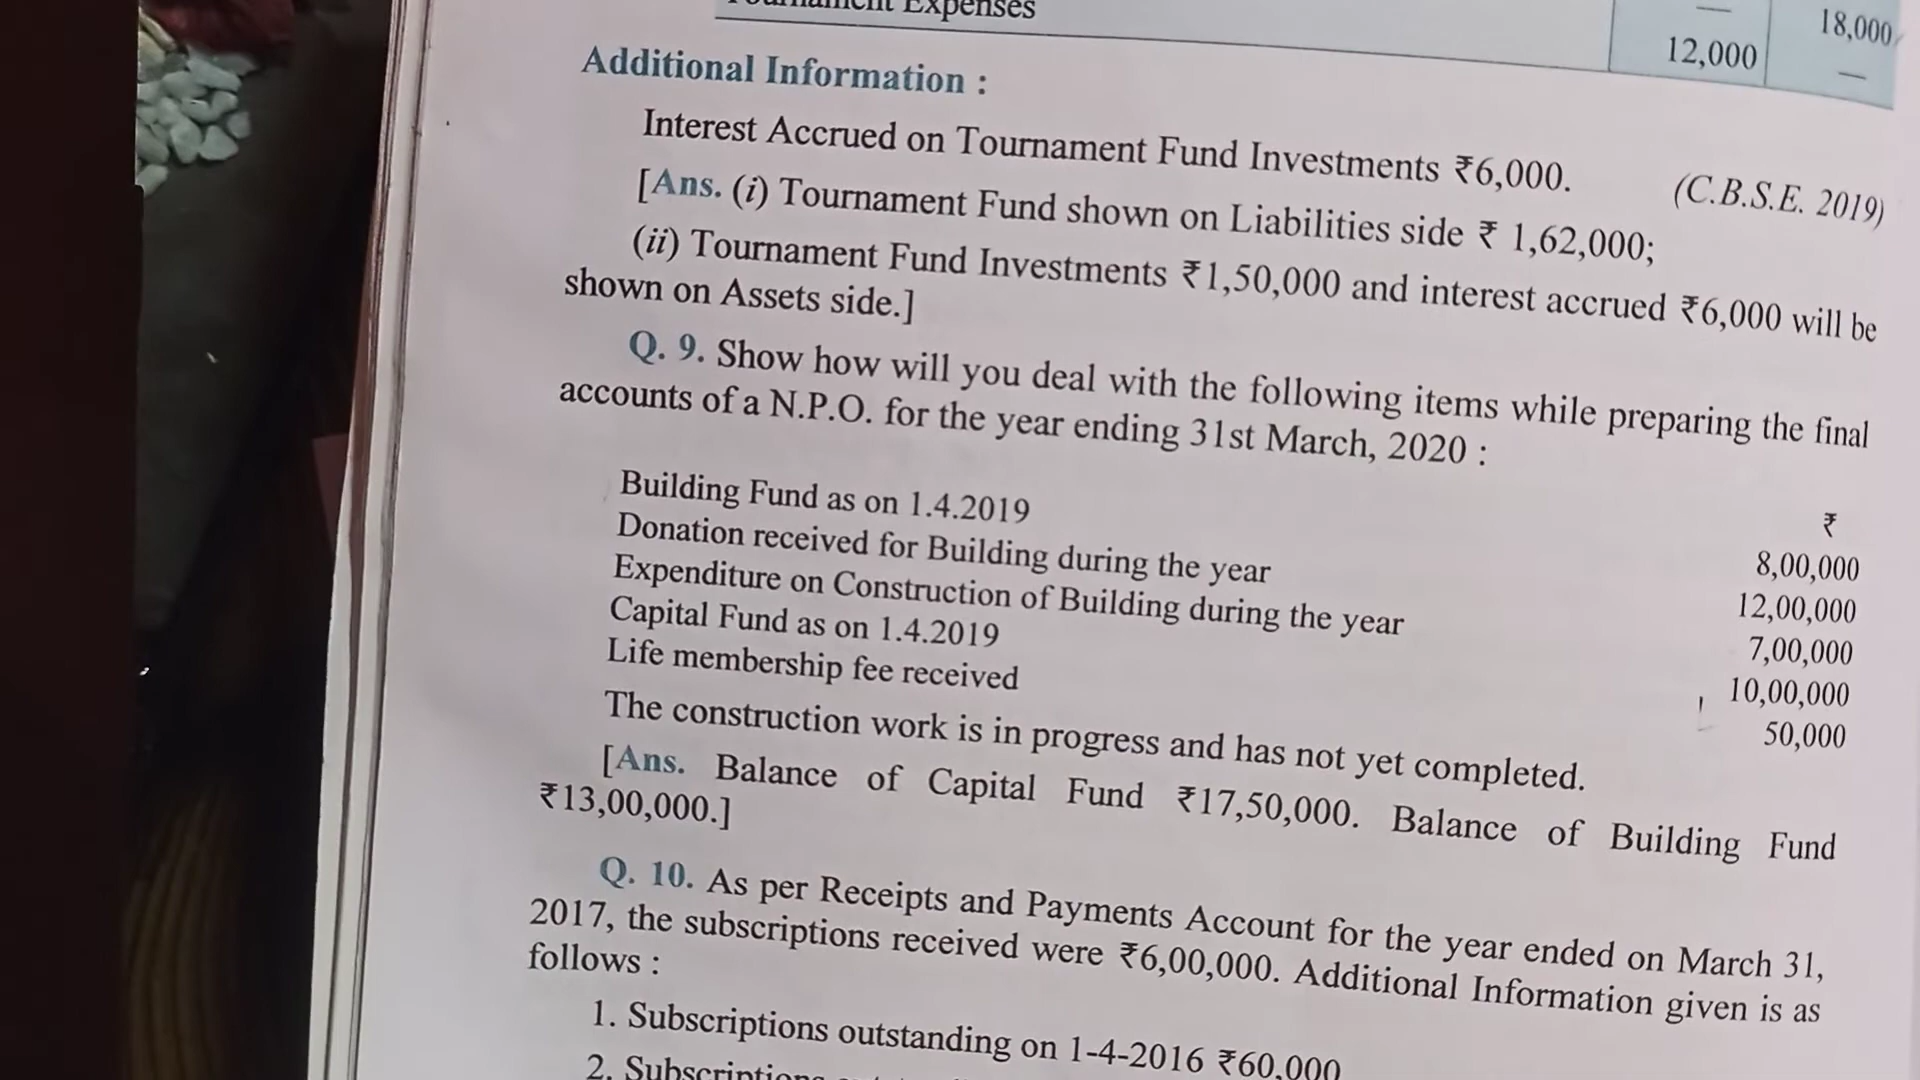 Expenses
—
18,000
12,000
—
Additional Information :
Interest Accrued on Tournament Fund Investments ₹6,000.
(C.B.S.E. 2019)
[Ans. (i) Tournament Fund shown on Liabilities side ₹ 1,62,000;
(ii) Tournament Fund Investments ₹1,50,000 and interest accrued ₹6,000 will be
shown on Assets side.]
Q. 9. Show how will you deal with the following items while preparing the final
accounts of a N.P.O. for the year ending 31st March, 2020 :
₹
Building Fund as on 1.4.2019 8,00,000
Donation received for Building during the year 12,00,000
Expenditure on Construction of Building during the year 7,00,000
Capital Fund as on 1.4.2019 10,00,000
Life membership fee received 50,000
The construction work is in progress and has not yet completed.
[Ans. Balance of Capital Fund ₹17,50,000. Balance of Building Fund
₹13,00,000.]
Q. 10. As per Receipts and Payments Account for the year ended on March 31,
2017, the subscriptions received were ₹6,00,000. Additional Information given is as
follows :
1. Subscriptions outstanding on 1-4-2016 ₹60,000
2. Subscriptions